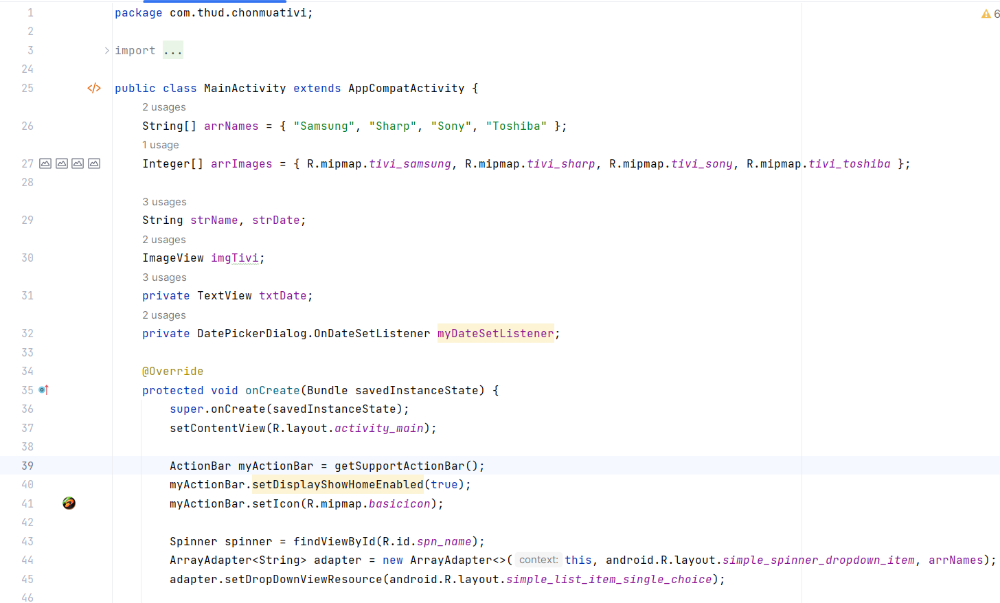 1 package com.thud.chonmuativi;
2
3 import ...
24
25 public class MainActivity extends AppCompatActivity {
2 usages
26 String[] arrNames = { "Samsung", "Sharp", "Sony", "Toshiba" };
1 usage
27 Integer[] arrImages = { R.mipmap.tivi_samsung, R.mipmap.tivi_sharp, R.mipmap.tivi_sony, R.mipmap.tivi_toshiba };
28
3 usages
29 String strName, strDate;
2 usages
30 ImageView imgTivi;
3 usages
31 private TextView txtDate;
2 usages
32 private DatePickerDialog.OnDateSetListener myDateSetListener;
33
34 @Override
35 protected void onCreate(Bundle savedInstanceState) {
36 super.onCreate(savedInstanceState);
37 setContentView(R.layout.activity_main);
38
39 ActionBar myActionBar = getSupportActionBar();
40 myActionBar.setDisplayShowHomeEnabled(true);
41 myActionBar.setIcon(R.mipmap.basicicon);
42
43 Spinner spinner = findViewById(R.id.spn_name);
44 ArrayAdapter<String> adapter = new ArrayAdapter<>( context: this, android.R.layout.simple_spinner_dropdown_item, arrNames);
45 adapter.setDropDownViewResource(android.R.layout.simple_list_item_single_choice);
46
6